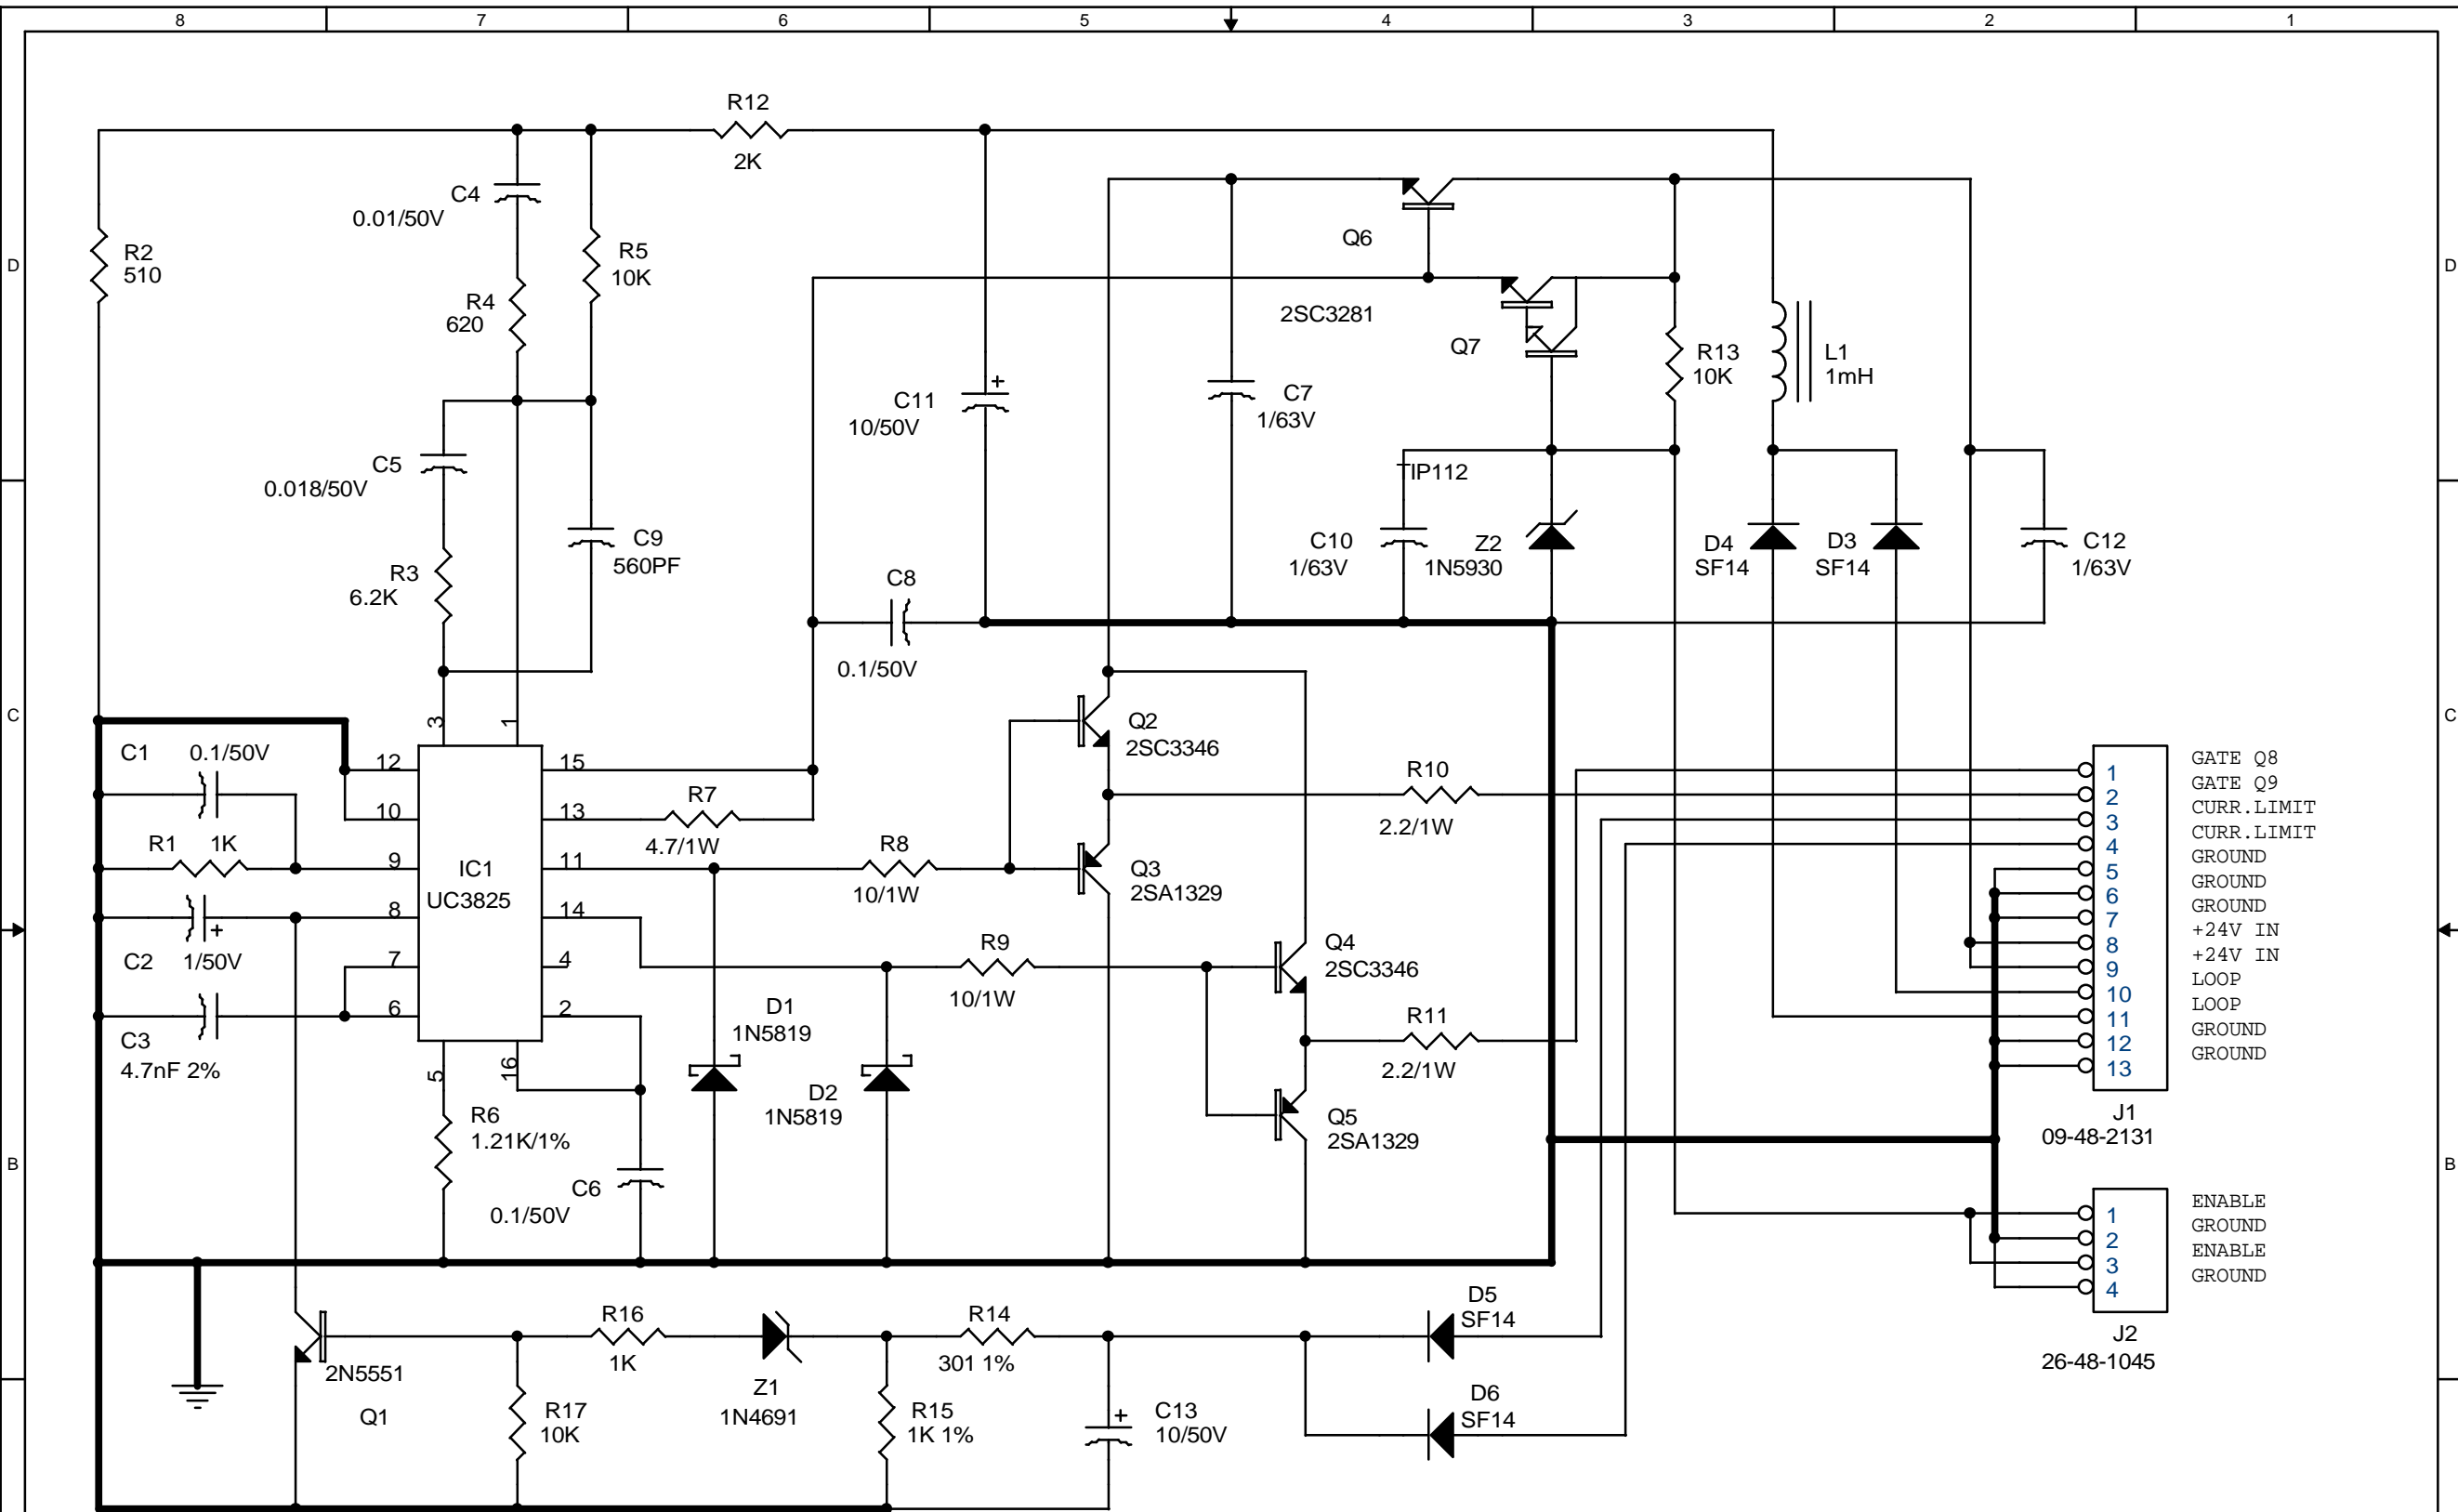 8 7 6 5 4 3 2 1
R12
2K
C4
0.01/50V
R2
510
R5
10K
R4
620
Q6
2SC3281
Q7
R13
10K
L1
1mH
D
D
C11
10/50V
C7
1/63V
C5
0.018/50V
TIP112
C9
560PF
R3
6.2K
C8
0.1/50V
C10
1/63V
Z2
1N5930
D4
SF14
D3
SF14
C12
1/63V
C
C
3 1
C1 0.1/50V
12
10
R1 1K
9
8
C2 1/50V
7
6
C3
4.7nF 2%
IC1
UC3825
15
13
11
14
4
2
5 16
R7
4.7/1W
R8
10/1W
R9
10/1W
Q2
2SC3346
Q3
2SA1329
Q4
2SC3346
Q5
2SA1329
R10
2.2/1W
R11
2.2/1W
D1
1N5819
D2
1N5819
R6
1.21K/1%
C6
0.1/50V
1 GATE Q8
2 GATE Q9
3 CURR.LIMIT
4 CURR.LIMIT
5 GROUND
6 GROUND
7 GROUND
8 +24V IN
9 +24V IN
10 LOOP
11 LOOP
12 GROUND
13 GROUND
J1
09-48-2131
B
B
1 ENABLE
2 GROUND
3 ENABLE
4 GROUND
J2
26-48-1045
2N5551
Q1
R16
1K
R17
10K
Z1
1N4691
R14
301 1%
R15
1K 1%
C13
10/50V
D5
SF14
D6
SF14